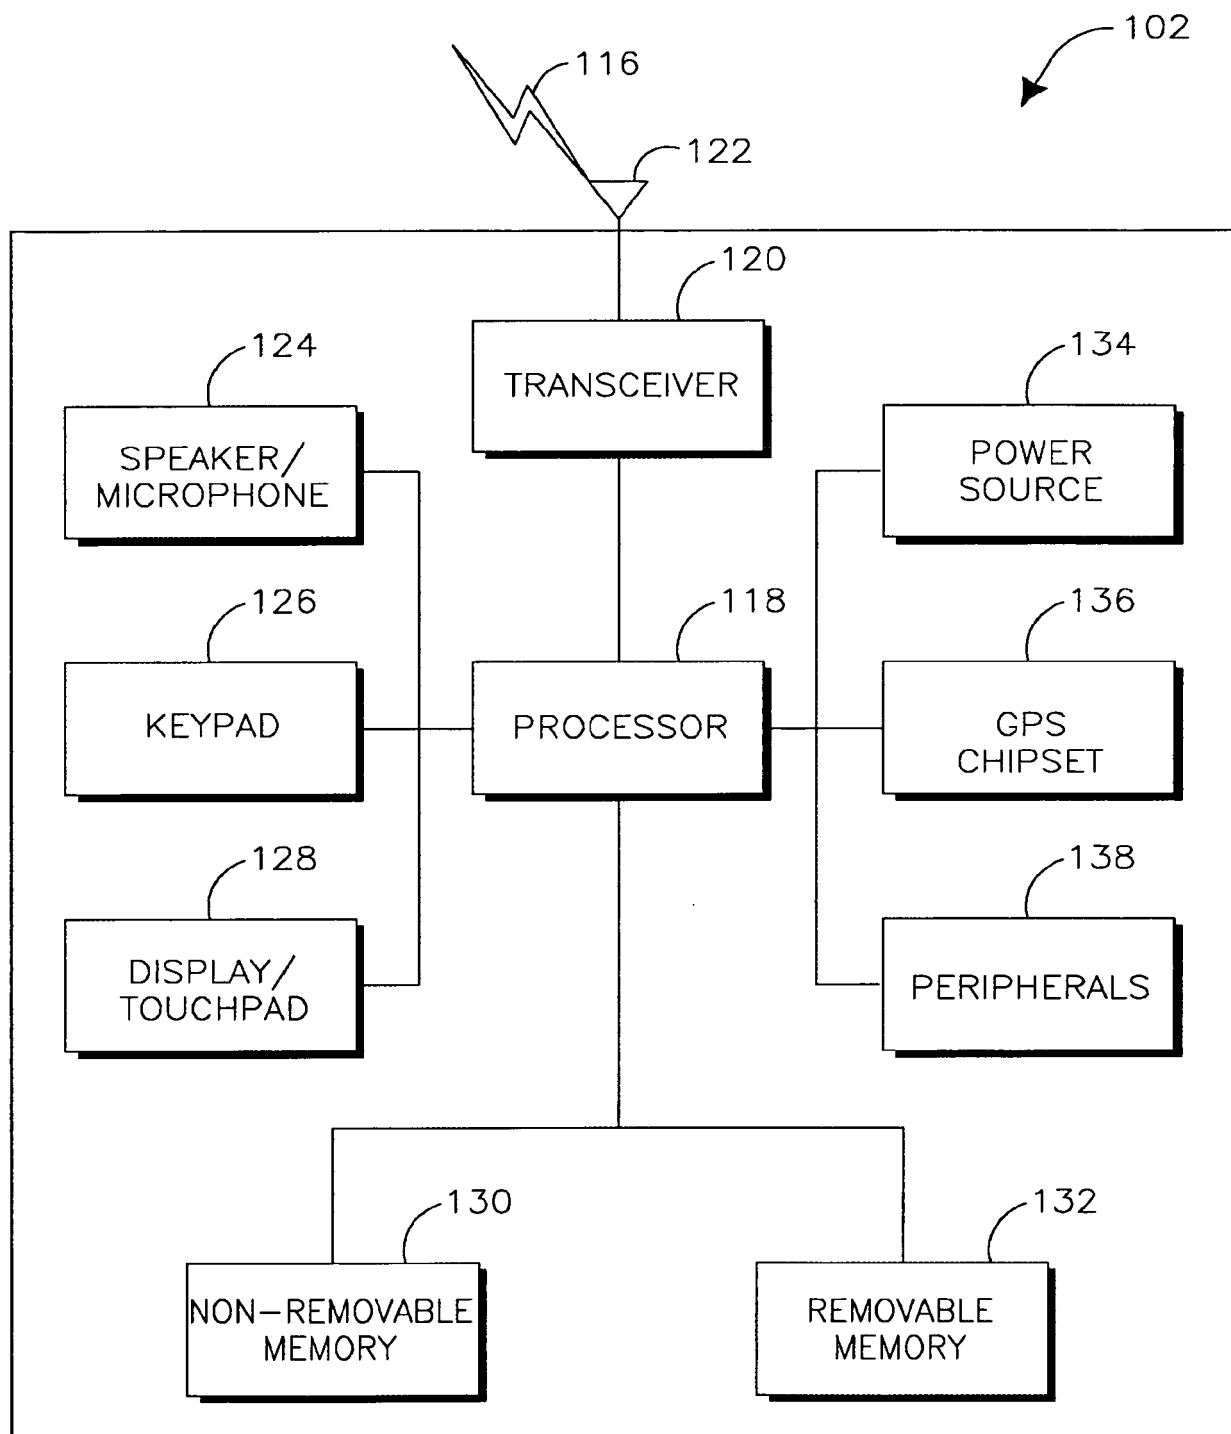 102
116
122
120
TRANSCEIVER
124
SPEAKER/
MICROPHONE
134
POWER
SOURCE
126
KEYPAD
118
PROCESSOR
136
GPS
CHIPSET
128
DISPLAY/
TOUCHPAD
138
PERIPHERALS
130
NON-REMOVABLE
MEMORY
132
REMOVABLE
MEMORY